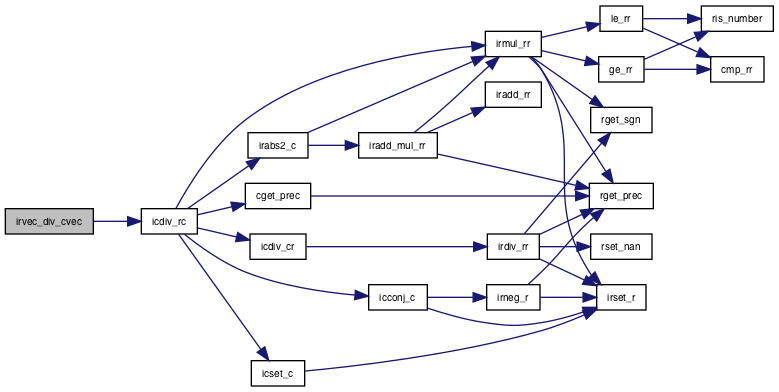 irvec_div_cvec
icdiv_rc
irabs2_c
cget_prec
icdiv_cr
icconj_c
icset_c
iradd_mul_rr
irmul_rr
iradd_rr
irdiv_rr
irneg_r
le_rr
ge_rr
rget_sgn
rget_prec
rset_nan
irset_r
ris_number
cmp_rr